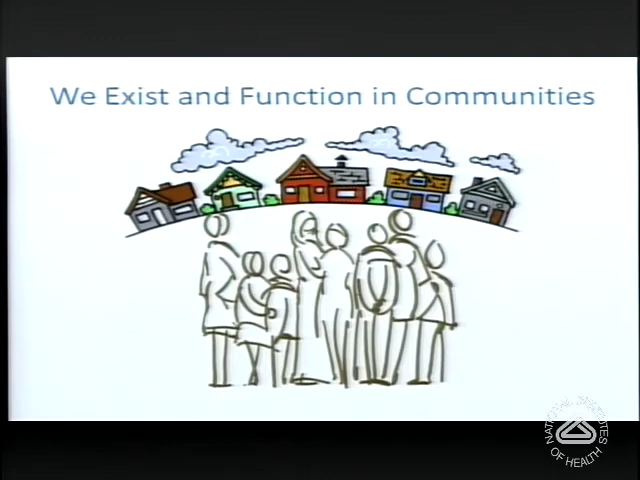 We Exist and Function in Communities
NATIONAL INSTITUTES
OF HEALTH